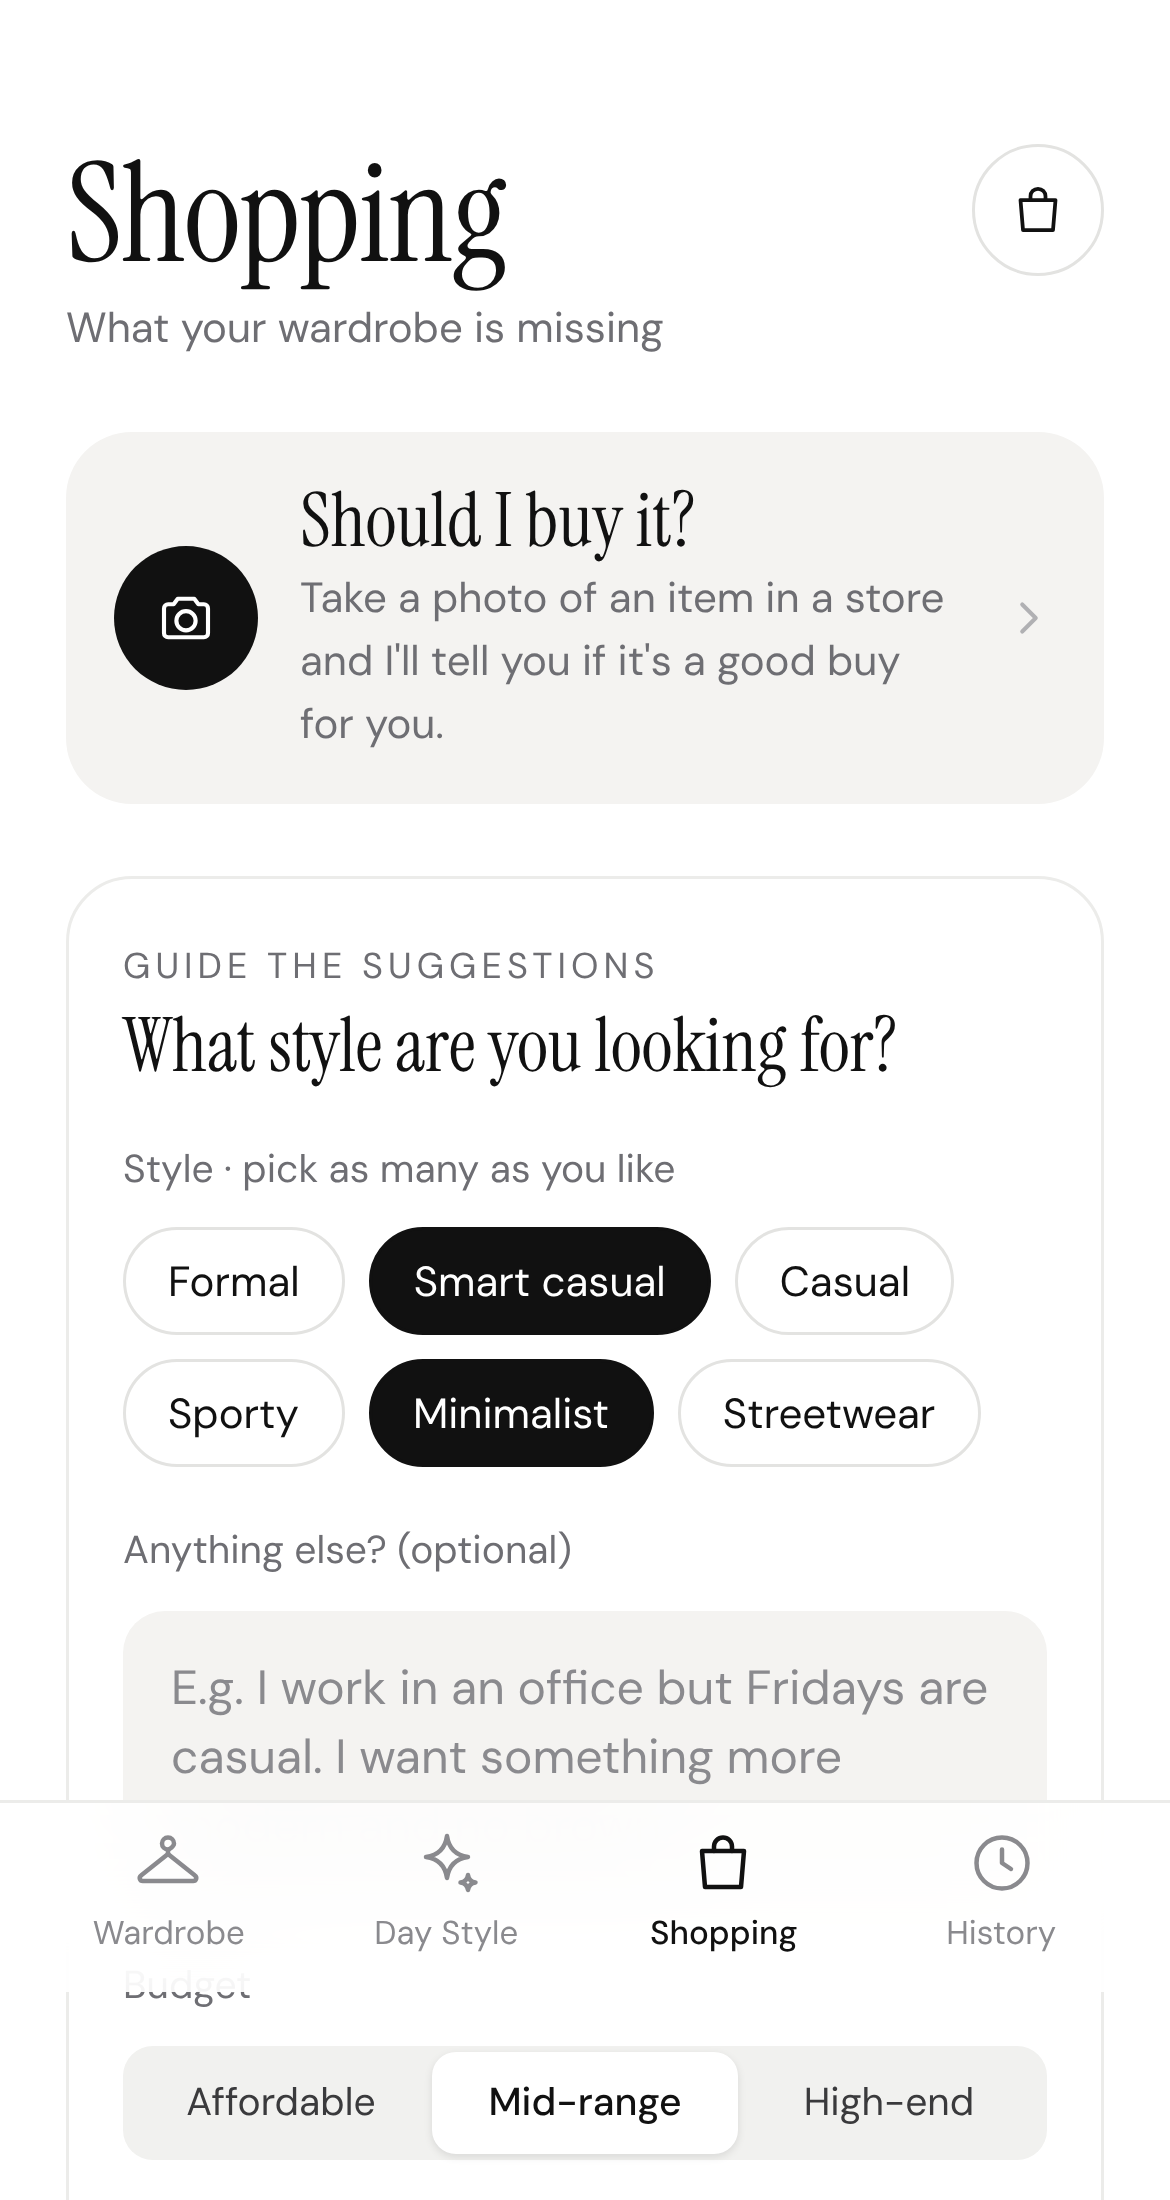 Shopping
What your wardrobe is missing
Should I buy it?
Take a photo of an item in a store
and I'll tell you if it's a good buy
for you.
GUIDE THE SUGGESTIONS
What style are you looking for?
Style · pick as many as you like
Formal
Smart casual
Casual
Sporty
Minimalist
Streetwear
Anything else? (optional)
E.g. I work in an office but Fridays are
casual. I want something more
Wardrobe
Day Style
Shopping
History
Budget
Affordable
Mid-range
High-end